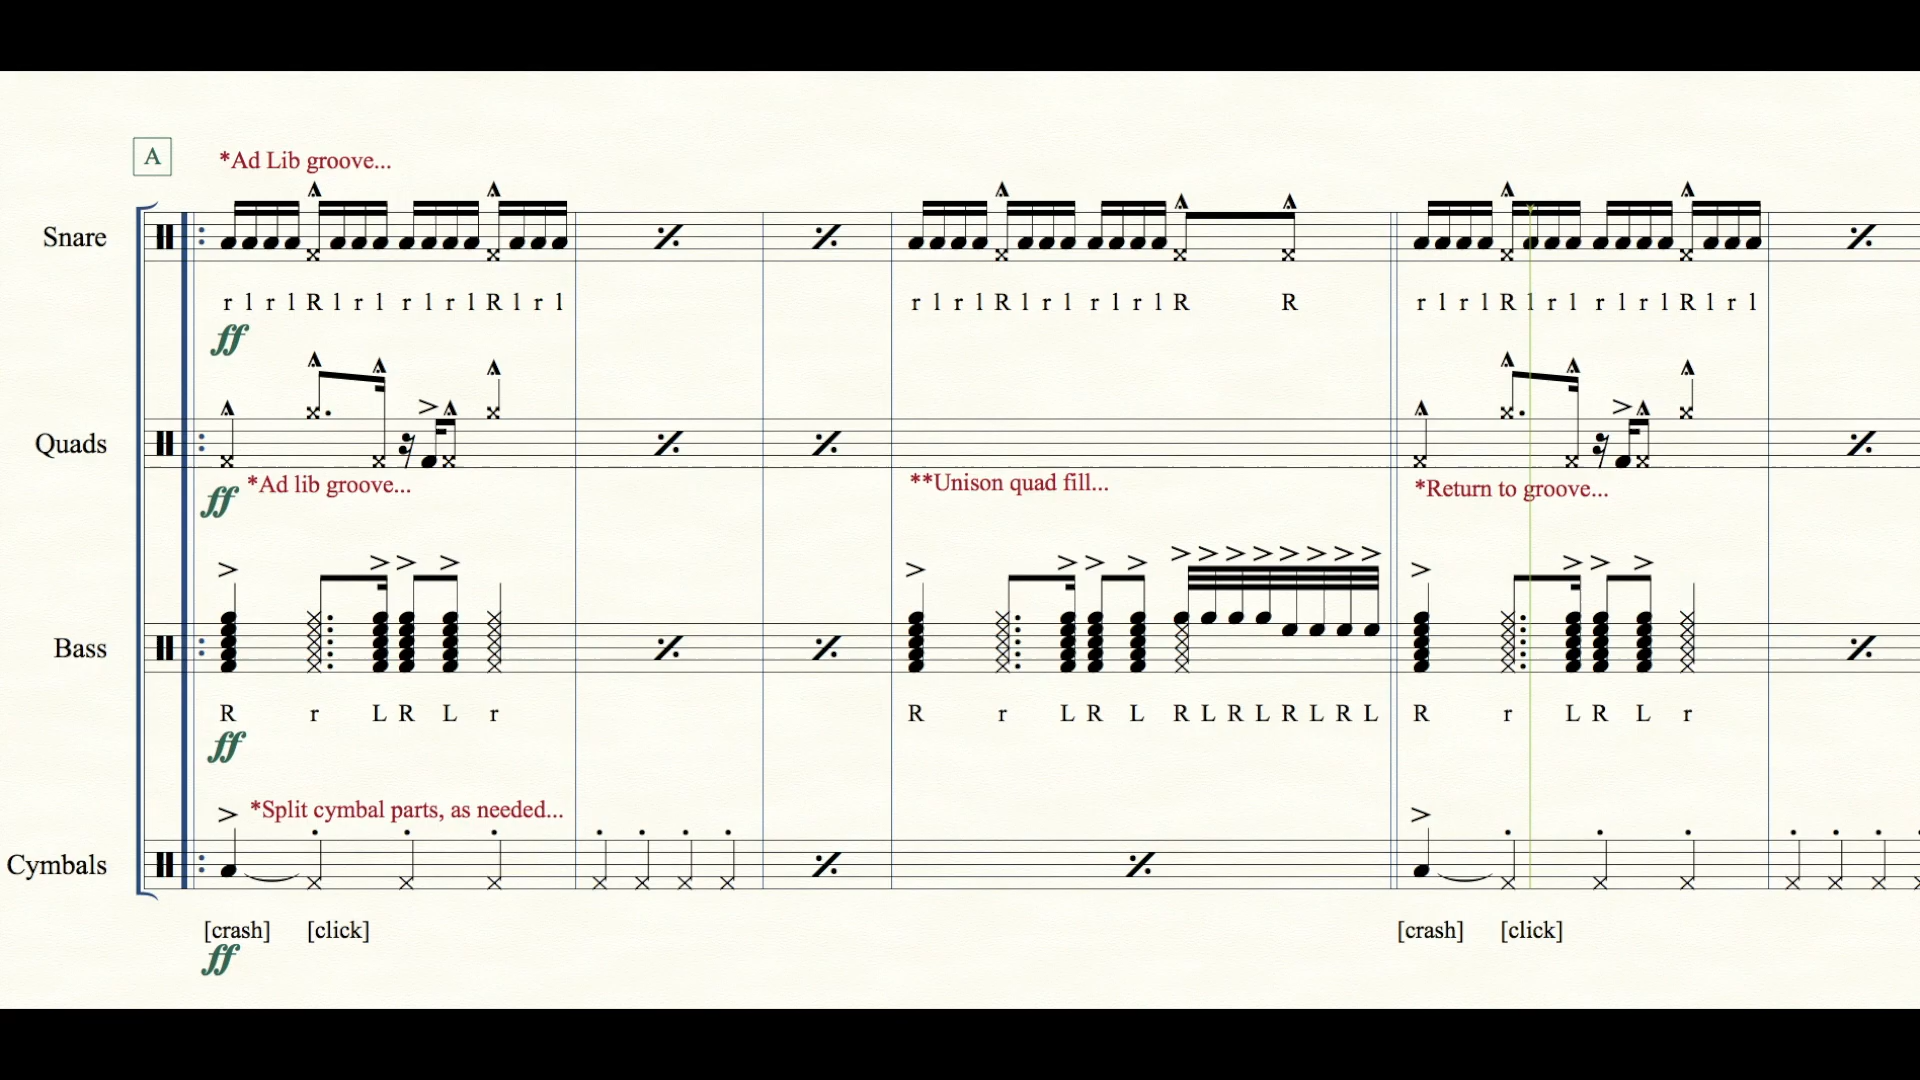 A
*Ad Lib groove...
Snare
r l r l R l r l r l r l R l r l
r l r l R l r l r l r l R R
r l r l R l r l r l r l R l r l
ff
Quads
ff
*Ad lib groove...
**Unison quad fill...
*Return to groove...
Bass
R r L R L r
R r L R L R L R L R L R L
R r L R L r
ff
*Split cymbal parts, as needed...
Cymbals
[crash] [click]
[crash] [click]
ff